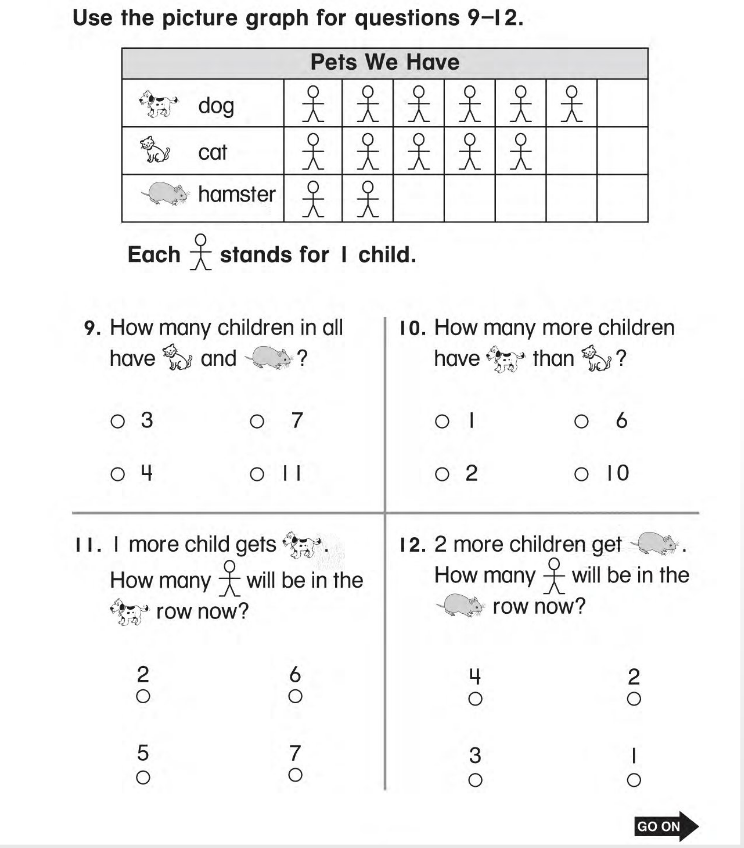 Use the picture graph for questions 9–12.
Pets We Have
dog
cat
hamster
Each stands for 1 child.
9. How many children in all
have and ?
3 7
4 11
10. How many more children
have than ?
1 6
2 10
11. 1 more child gets .
How many will be in the
row now?
2 6
5 7
12. 2 more children get .
How many will be in the
row now?
4 2
3 1
GO ON